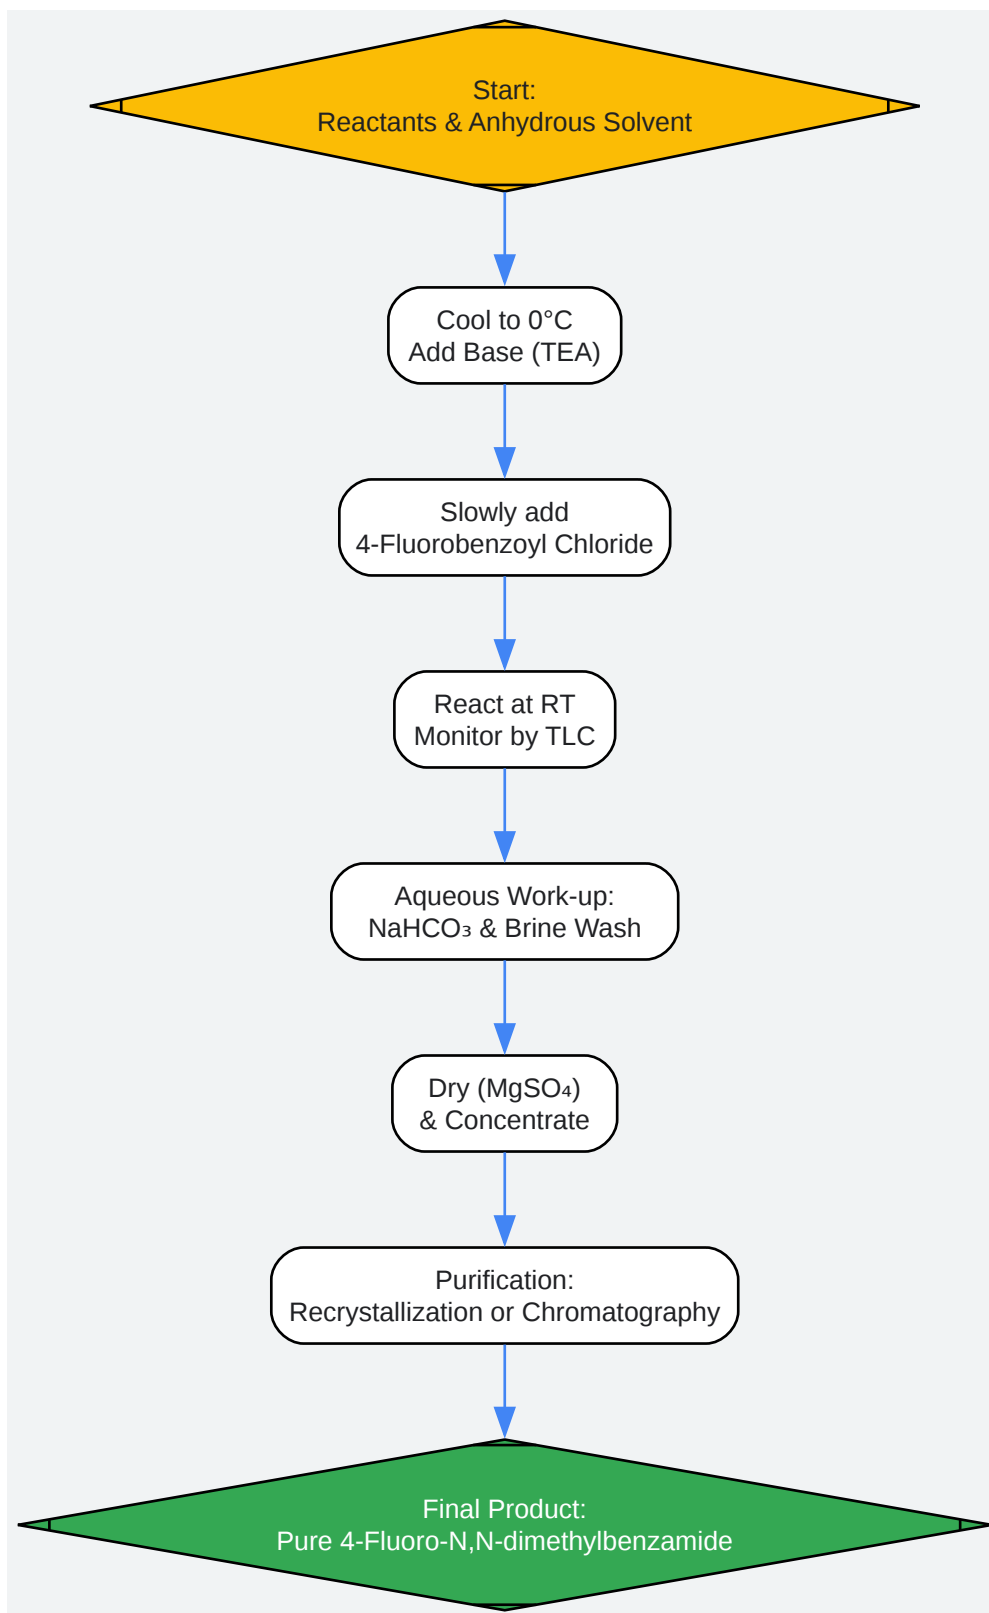 Start:
Reactants & Anhydrous Solvent
Cool to 0°C
Add Base (TEA)
Slowly add
4-Fluorobenzoyl Chloride
React at RT
Monitor by TLC
Aqueous Work-up:
NaHCO₃ & Brine Wash
Dry (MgSO₄)
& Concentrate
Purification:
Recrystallization or Chromatography
Final Product:
Pure 4-Fluoro-N,N-dimethylbenzamide